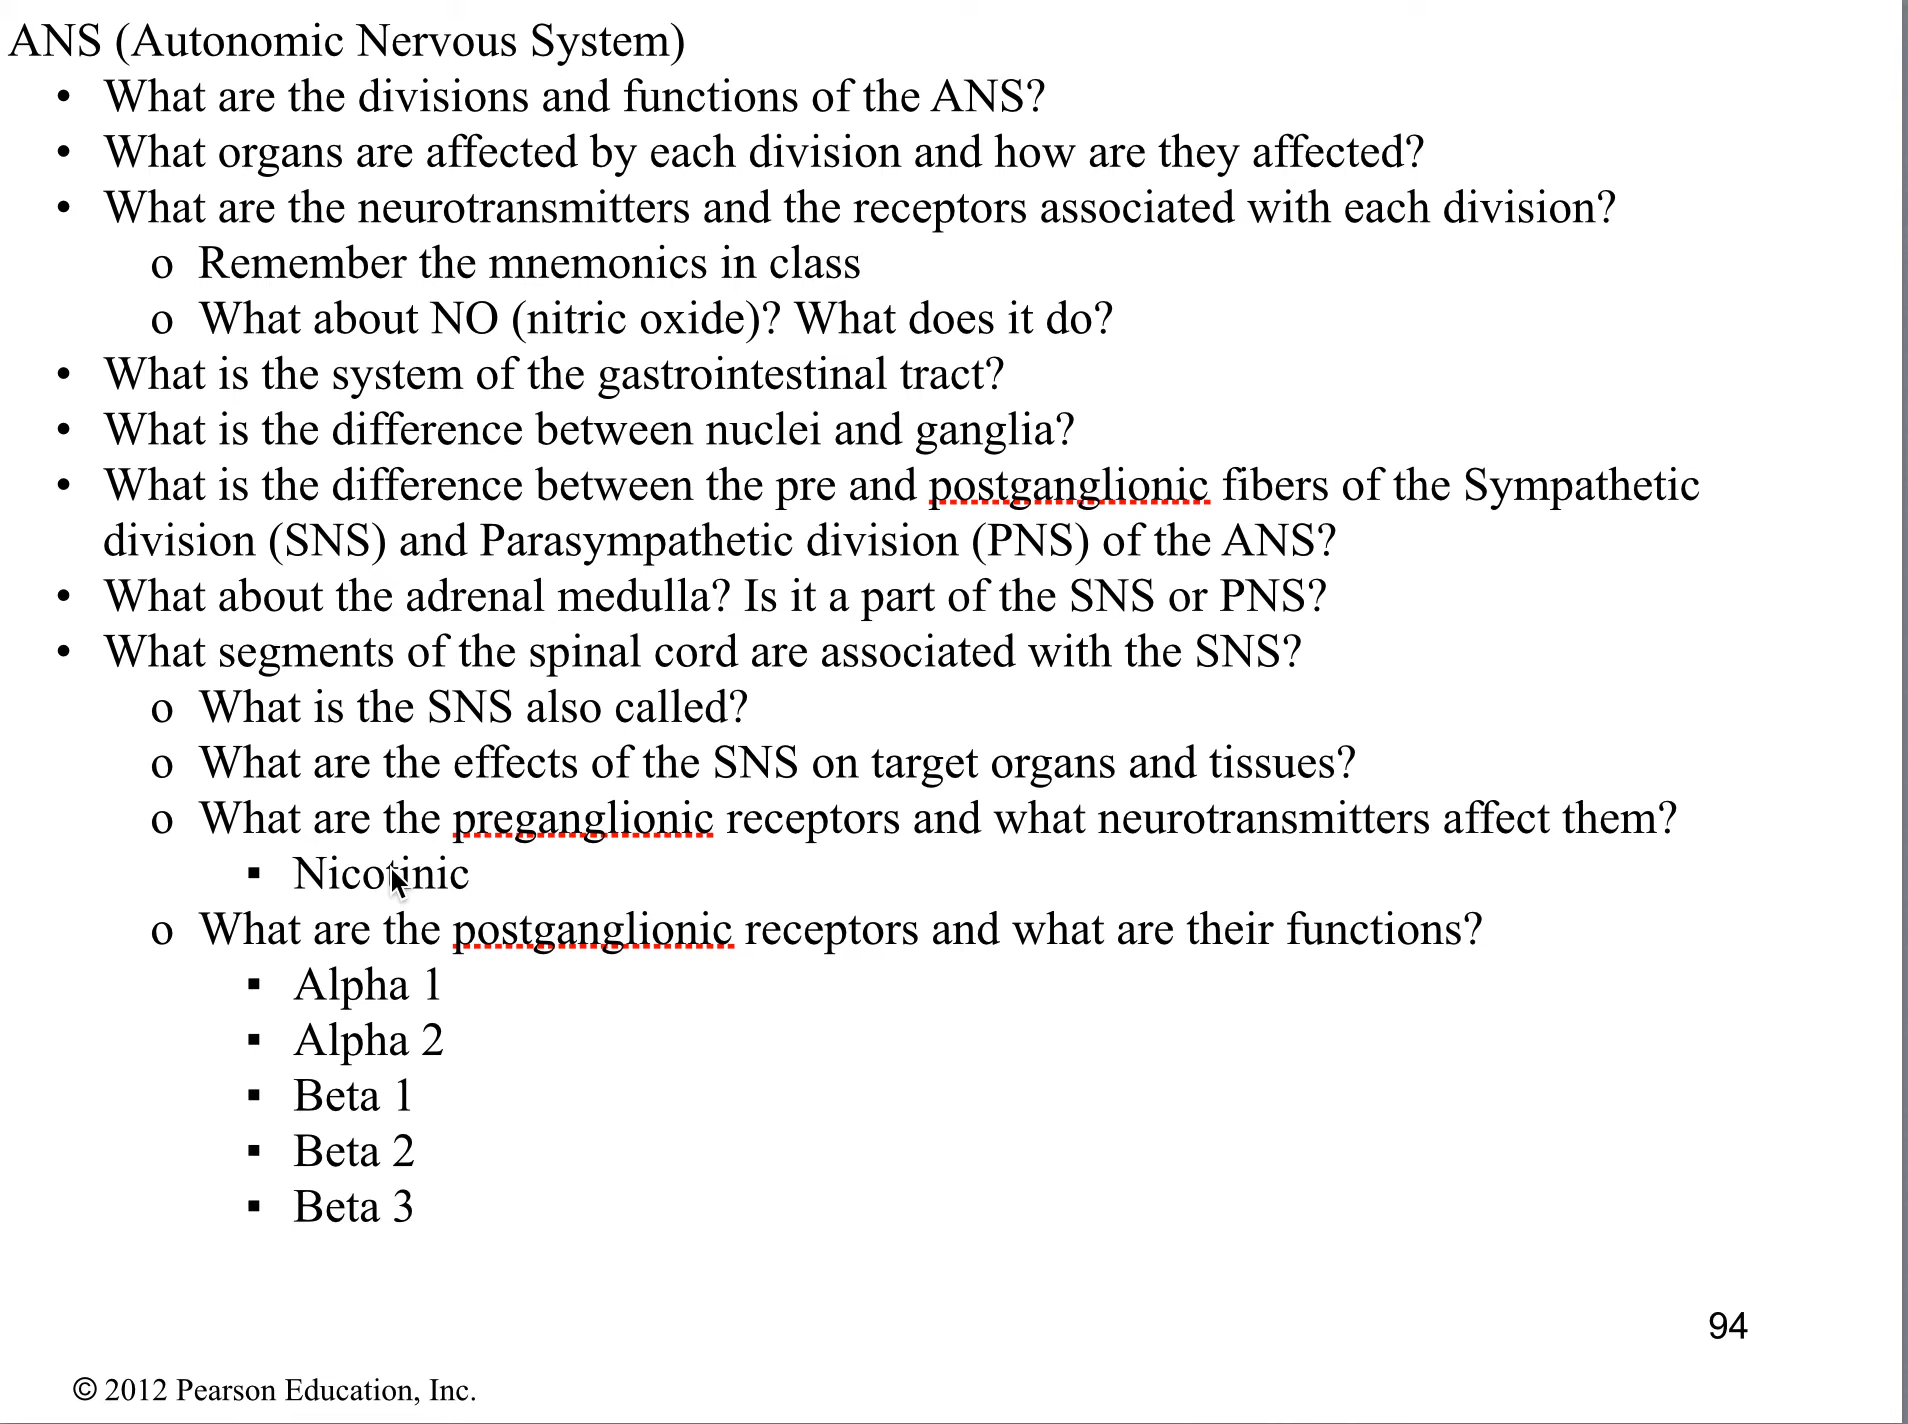 ANS (Autonomic Nervous System)
• What are the divisions and functions of the ANS?
• What organs are affected by each division and how are they affected?
• What are the neurotransmitters and the receptors associated with each division?
o Remember the mnemonics in class
o What about NO (nitric oxide)? What does it do?
• What is the system of the gastrointestinal tract?
• What is the difference between nuclei and ganglia?
• What is the difference between the pre and postganglionic fibers of the Sympathetic
division (SNS) and Parasympathetic division (PNS) of the ANS?
• What about the adrenal medulla? Is it a part of the SNS or PNS?
• What segments of the spinal cord are associated with the SNS?
o What is the SNS also called?
o What are the effects of the SNS on target organs and tissues?
o What are the preganglionic receptors and what neurotransmitters affect them?
▪ Nicotinic
o What are the postganglionic receptors and what are their functions?
▪ Alpha 1
▪ Alpha 2
▪ Beta 1
▪ Beta 2
▪ Beta 3
94
© 2012 Pearson Education, Inc.